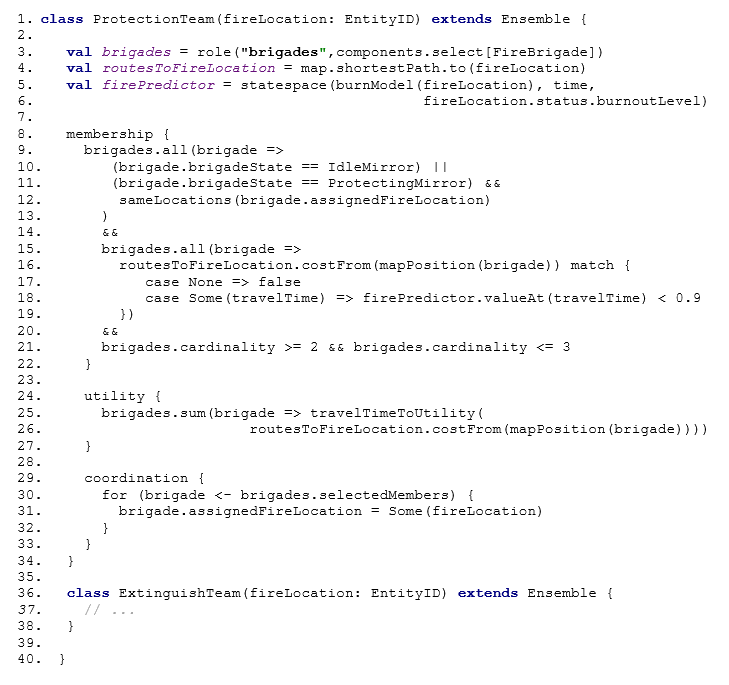 1. class ProtectionTeam(fireLocation: EntityID) extends Ensemble {
2.
3. val brigades = role("brigades",components.select[FireBrigade])
4. val routesToFireLocation = map.shortestPath.to(fireLocation)
5. val firePredictor = statespace(burnModel(fireLocation), time,
6. fireLocation.status.burnoutLevel)
7.
8. membership {
9. brigades.all(brigade =>
10. (brigade.brigadeState == IdleMirror) ||
11. (brigade.brigadeState == ProtectingMirror) &&
12. sameLocations(brigade.assignedFireLocation)
13. )
14. &&
15. brigades.all(brigade =>
16. routesToFireLocation.costFrom(mapPosition(brigade)) match {
17. case None => false
18. case Some(travelTime) => firePredictor.valueAt(travelTime) < 0.9
19. })
20. &&
21. brigades.cardinality >= 2 && brigades.cardinality <= 3
22. }
23.
24. utility {
25. brigades.sum(brigade => travelTimeToUtility(
26. routesToFireLocation.costFrom(mapPosition(brigade))))
27. }
28.
29. coordination {
30. for (brigade <- brigades.selectedMembers) {
31. brigade.assignedFireLocation = Some(fireLocation)
32. }
33. }
34. }
35.
36. class ExtinguishTeam(fireLocation: EntityID) extends Ensemble {
37. // ...
38. }
39.
40. }